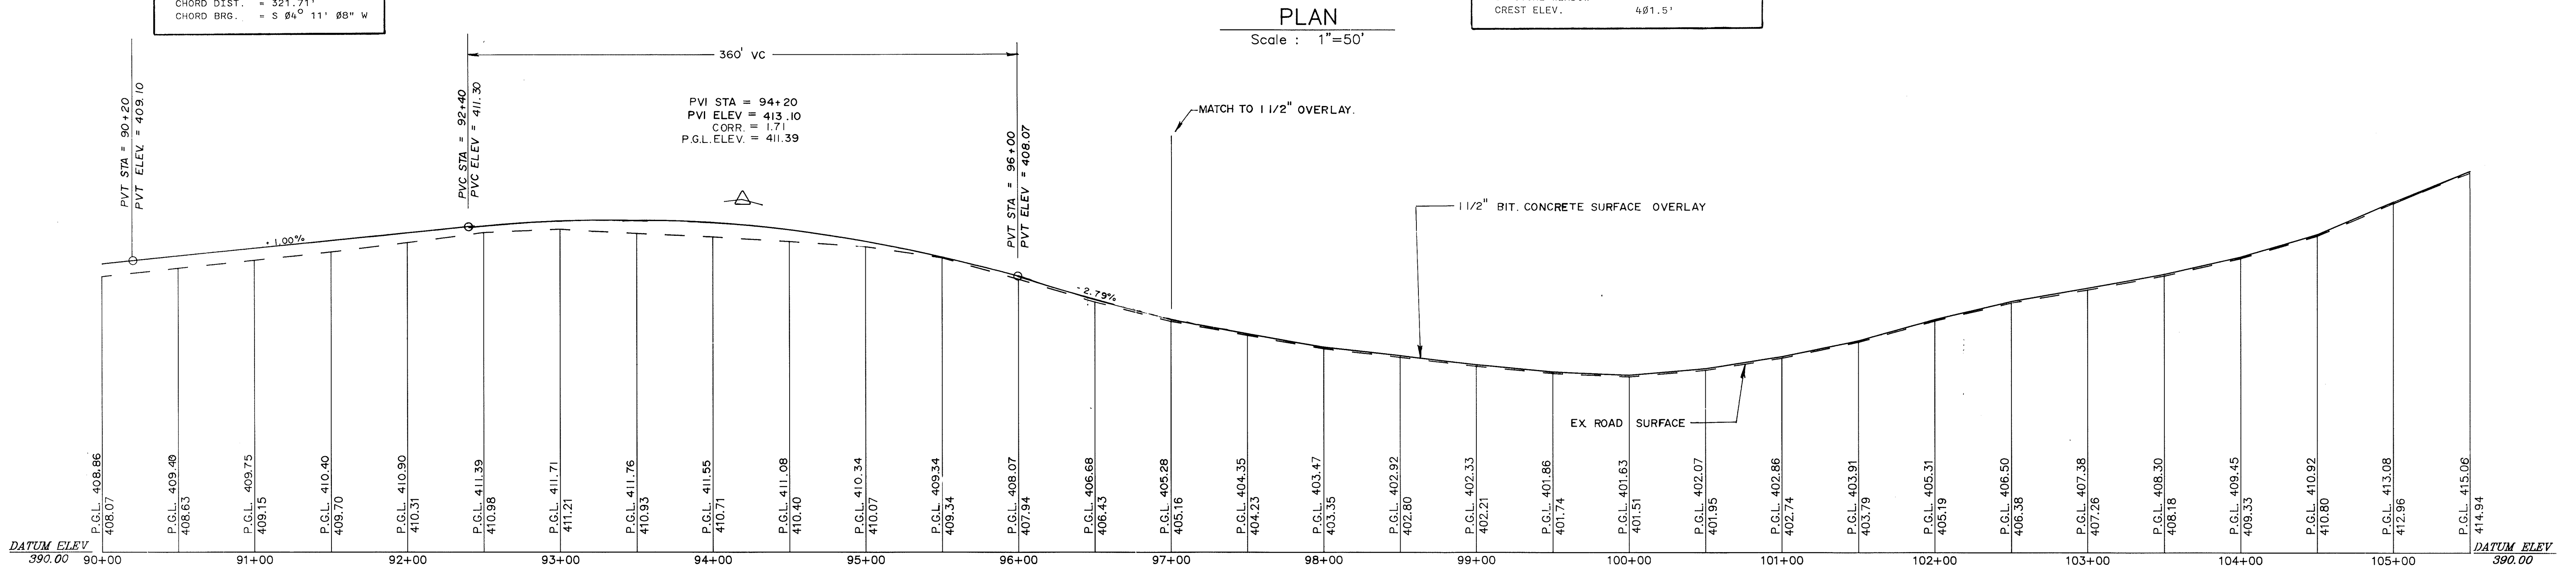 CHORD DIST. = 321.71'
CHORD BRG. = S Ø4° 11' Ø8" W
PLAN
Scale : 1"=50'
CREST ELEV. 4Ø1.5'
360' VC
PVT STA = 90+20
PVT ELEV. = 409.10
PVC STA = 92+40
PVC ELEV = 411.30
PVI STA = 94+20
PVI ELEV = 413.10
CORR. = 1.71
P.G.L. ELEV. = 411.39
PVT STA = 96+00
PVT ELEV = 408.07
MATCH TO 1 1/2" OVERLAY.
1 1/2" BIT. CONCRETE SURFACE OVERLAY
+1.00%
-2.79%
EX. ROAD SURFACE
P.G.L. 408.86
408.07
P.G.L. 409.40
408.63
P.G.L. 409.75
409.15
P.G.L. 410.40
409.70
P.G.L. 410.90
410.31
P.G.L. 411.39
410.98
P.G.L. 411.71
411.21
P.G.L. 411.76
410.93
P.G.L. 411.55
410.71
P.G.L. 411.08
410.40
P.G.L. 410.34
410.07
P.G.L. 409.34
409.34
P.G.L. 408.07
407.94
P.G.L. 406.68
406.43
P.G.L. 405.28
405.16
P.G.L. 404.35
404.23
P.G.L. 403.47
403.35
P.G.L. 402.92
402.80
P.G.L. 402.33
402.21
P.G.L. 401.86
401.74
P.G.L. 401.63
401.51
P.G.L. 402.07
401.95
P.G.L. 402.86
402.74
P.G.L. 403.91
403.79
P.G.L. 405.31
405.19
P.G.L. 406.50
406.38
P.G.L. 407.38
407.26
P.G.L. 408.30
408.18
P.G.L. 409.45
409.33
P.G.L. 410.92
410.80
P.G.L. 413.08
412.96
P.G.L. 415.06
414.94
DATUM ELEV
390.00
90+00 91+00 92+00 93+00 94+00 95+00 96+00 97+00 98+00 99+00 100+00 101+00 102+00 103+00 104+00 105+00
DATUM ELEV
390.00